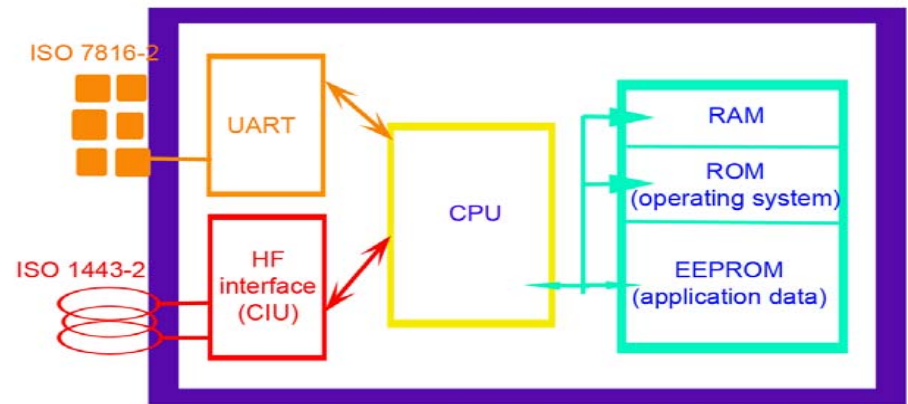 ISO 7816-2
UART
CPU
ISO 1443-2
HF
interface
(CIU)
RAM
ROM
(operating system)
EEPROM
(application data)